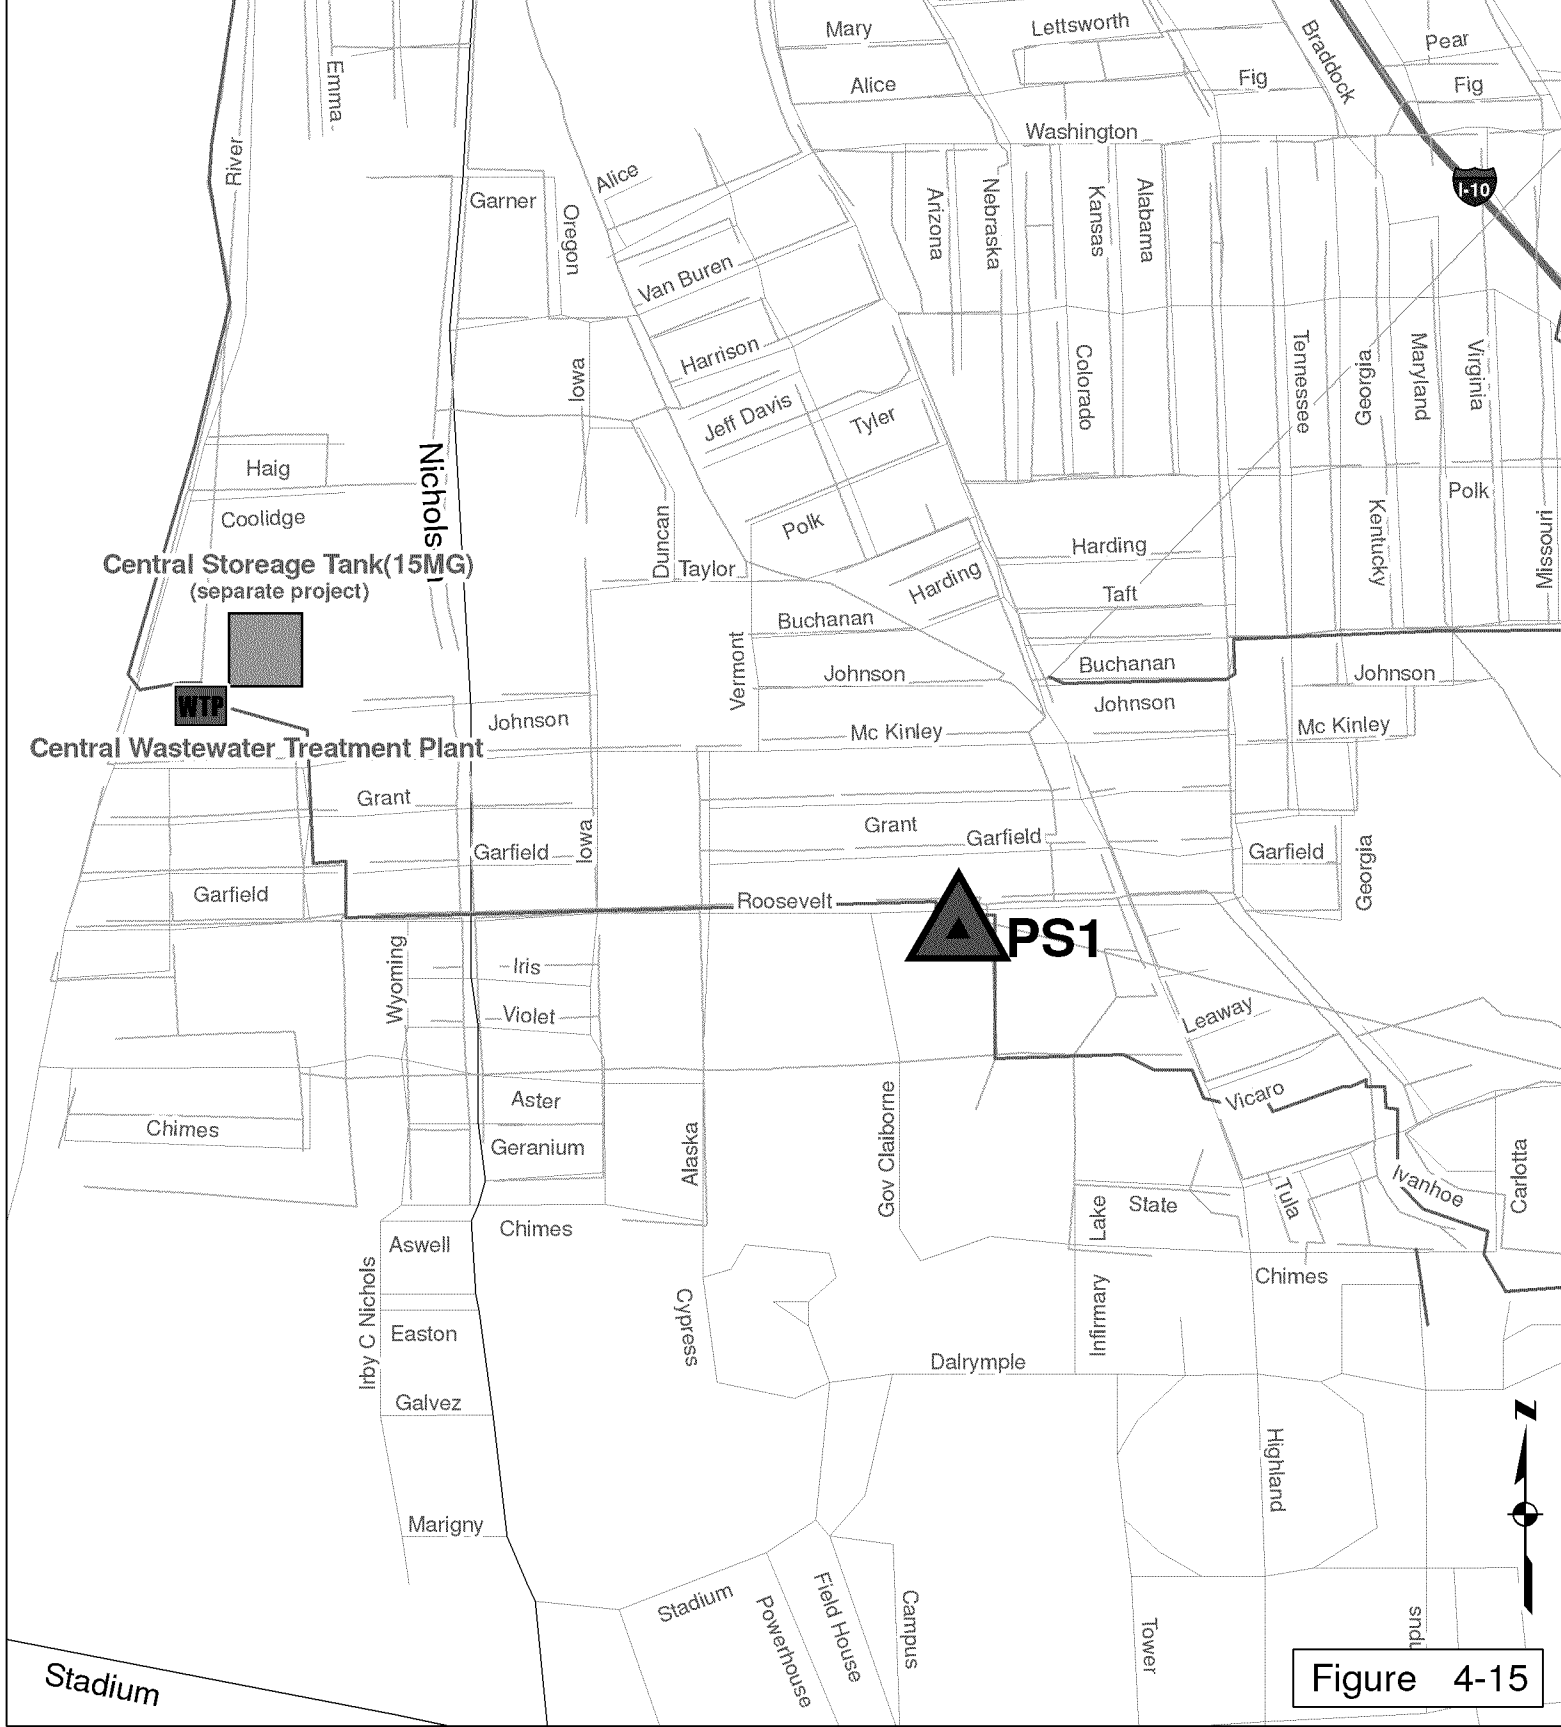 Mary
Lettsworth
Pear
Braddock
Emma
Alice
Fig
Fig
River
Washington
I-10
Garner
Oregon
Alice
Arizona
Nebraska
Kansas
Alabama
Van Buren
Harrison
Iowa
Jeff Davis
Tyler
Colorado
Tennessee
Georgia
Maryland
Virginia
Haig
Coolidge
Polk
Polk
Duncan
Kentucky
Missouri
Harding
Central Storeage Tank(15MG)
(separate project)
Taylor
Harding
Taft
Buchanan
Vermont
Johnson
Buchanan
Johnson
WTP
Johnson
Johnson
Mc Kinley
Mc Kinley
Central Wastewater Treatment Plant
Grant
Grant
Garfield
Iowa
Garfield
Garfield
Georgia
Garfield
Roosevelt
PS1
Wyoming
Iris
Violet
Leaway
Vicaro
Aster
Chimes
Geranium
Alaska
Gov Claiborne
Ivanhoe
Carlotta
Lake
State
Tula
Chimes
Aswell
Chimes
Irby C Nichols
Cypress
Infirmary
Easton
Dalrymple
Galvez
z
Highland
Marigny
Stadium
Powerhouse
Field House
Campus
Tower
Stadium
Figure 4-15